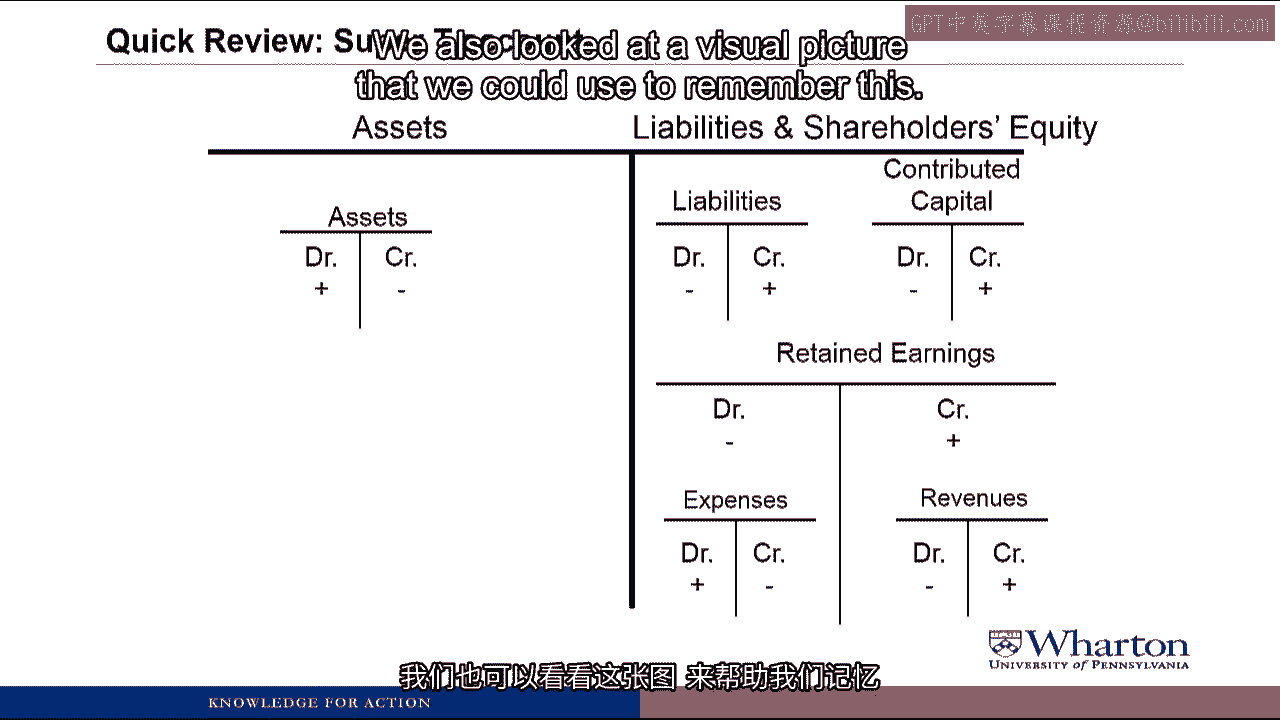 GPT中英字幕课程资源@bilibili.com
Quick Review: Su
We also looked at a visual picture
that we could use to remember this.
Assets Liabilities & Shareholders' Equity
Contributed
Assets Liabilities Capital
Dr. Cr. Dr. Cr. Dr. Cr.
+ - - + - +
Retained Earnings
Dr. Cr.
- +
Expenses Revenues
Dr. Cr. Dr. Cr.
+ - - +
Wharton
UNIVERSITY of PENNSYLVANIA
我们也可以看看这张图 来帮助我们记忆
KNOWLEDGE FOR ACTION